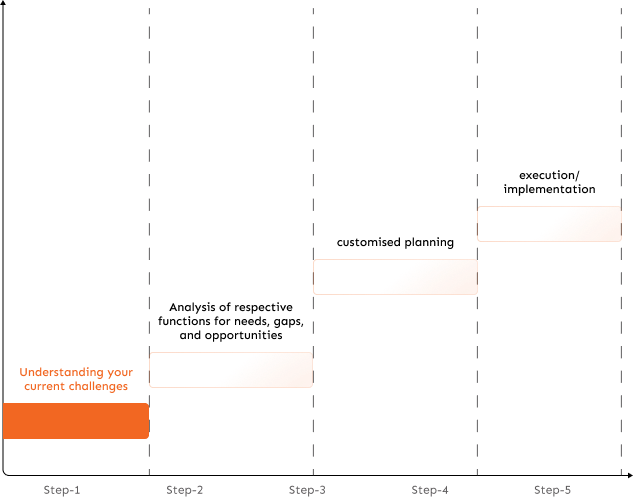 execution/
implementation
customised planning
Analysis of respective
functions for needs, gaps,
and opportunities
Understanding your
current challenges
Step-1
Step-2
Step-3
Step-4
Step-5